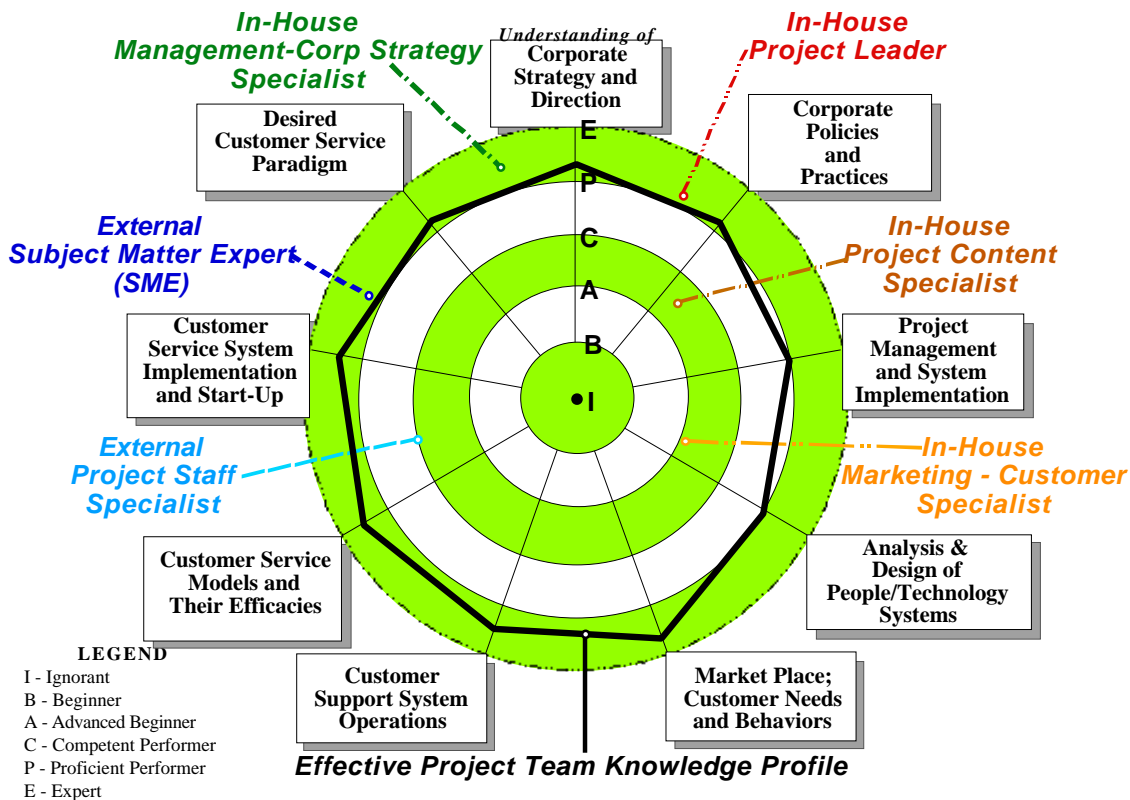 In-House
Management-Corp Strategy
Specialist
Understanding of
Corporate
Strategy and
Direction
In-House
Project Leader
Desired
Customer Service
Paradigm
Corporate
Policies
and
Practices
E
P
C
A
B
I
External
Subject Matter Expert
(SME)
In-House
Project Content
Specialist
Customer
Service System
Implementation
and Start-Up
Project
Management
and System
Implementation
External
Project Staff
Specialist
In-House
Marketing - Customer
Specialist
Customer Service
Models and
Their Efficacies
Analysis &
Design of
People/Technology
Systems
Customer
Support System
Operations
Market Place;
Customer Needs
and Behaviors
Effective Project Team Knowledge Profile
LEGEND
I - Ignorant
B - Beginner
A - Advanced Beginner
C - Competent Performer
P - Proficient Performer
E - Expert